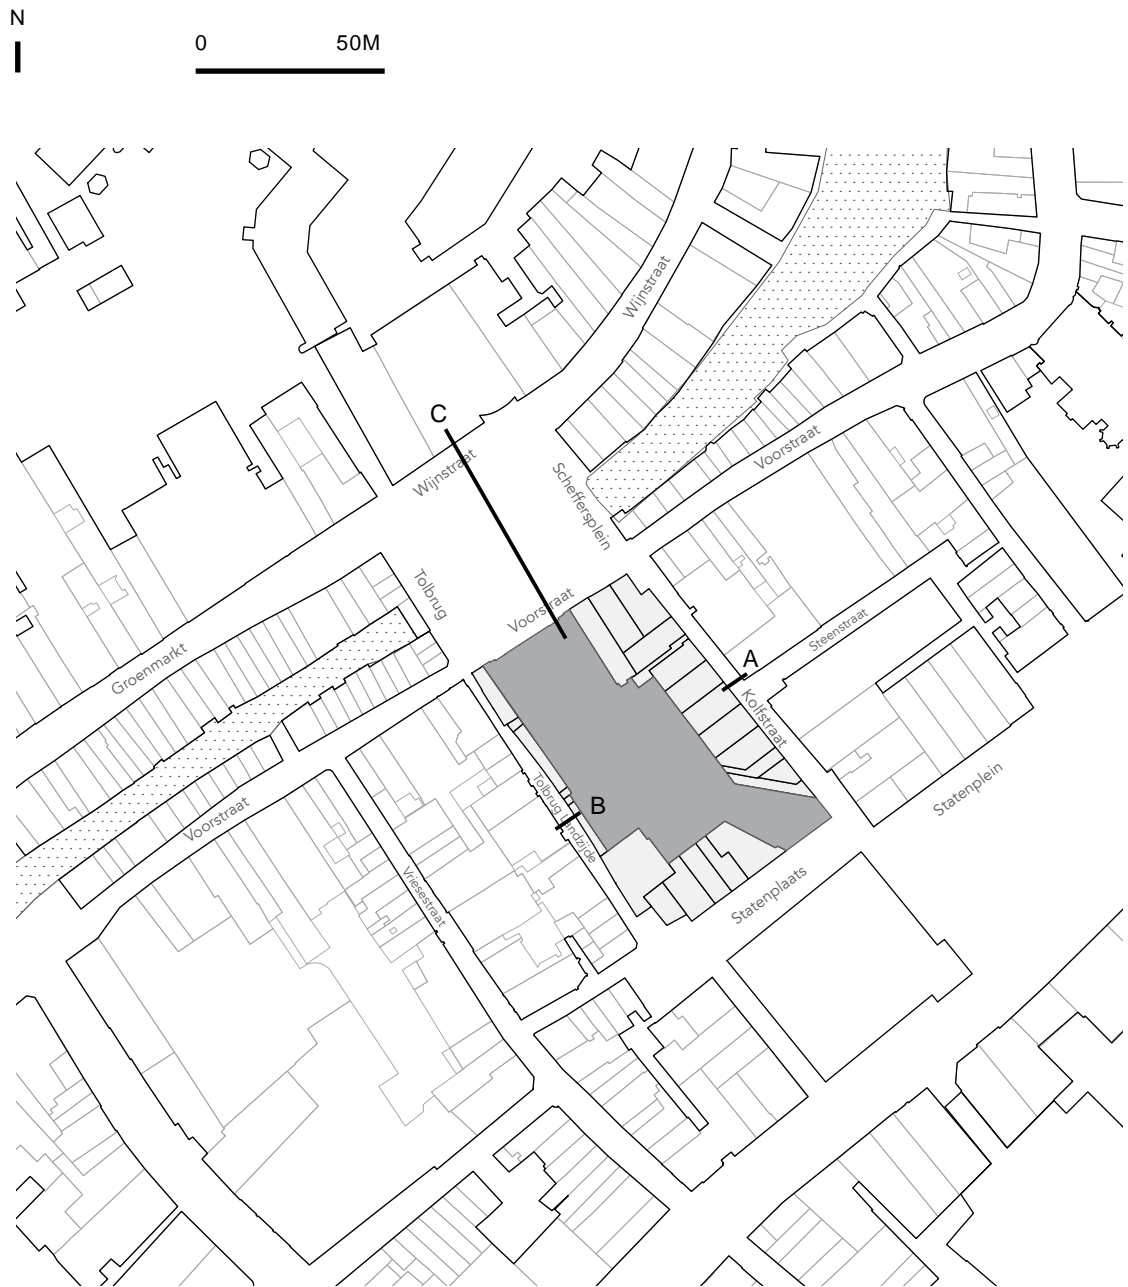 N
0 50M
Wijnstraat
C
Wijnstraat
Voorstraat
Scheffersplein
Tolbrug
Voorstraat
Steenstraat
Groenmarkt
A
Kolfstraat
Statenplein
Tolbrug Landzijde
B
Voorstraat
Vriesestraat
Statenplaats